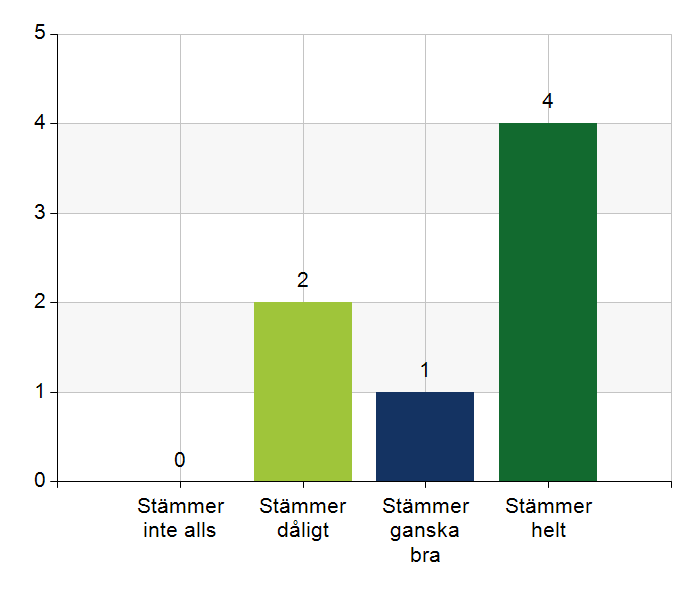 5
4
3
2
1
0
0
2
1
4
Stämmer
inte alls
Stämmer
dåligt
Stämmer
ganska
bra
Stämmer
helt